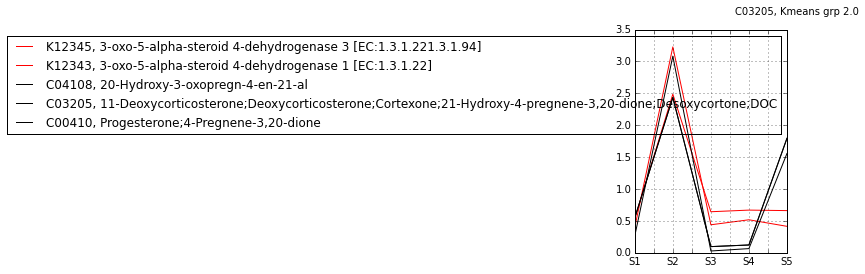 C03205, Kmeans grp 2.0
K12345, 3-oxo-5-alpha-steroid 4-dehydrogenase 3 [EC:1.3.1.221.3.1.94]
K12343, 3-oxo-5-alpha-steroid 4-dehydrogenase 1 [EC:1.3.1.22]
C04108, 20-Hydroxy-3-oxopregn-4-en-21-al
C03205, 11-Deoxycorticosterone;Deoxycorticosterone;Cortexone;21-Hydroxy-4-pregnene-3,20-dione;Desoxycortone;DOC
C00410, Progesterone;4-Pregnene-3,20-dione
3.5
3.0
2.5
2.0
1.5
1.0
0.5
0.0
S1 S2 S3 S4 S5